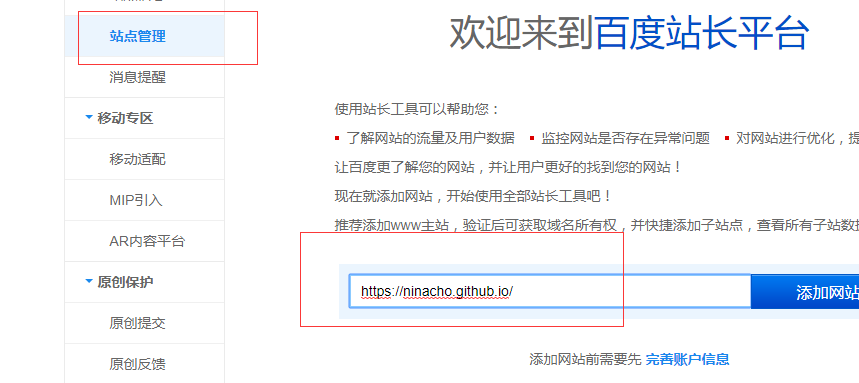 站点管理
消息提醒
移动专区
移动适配
MIP引入
AR内容平台
原创保护
原创提交
原创反馈
欢迎来到百度站长平台
使用站长工具可以帮助您：
了解网站的流量及用户数据 监控网站是否存在异常问题 对网站进行优化，提
让百度更了解您的网站，并让用户更好的找到您的网站！
现在就添加网站，开始使用全部站长工具吧！
推荐添加www主站，验证后可获取域名所有权，并快捷添加子站点，查看所有子站数据
https://ninacho.github.io/
添加网站
添加网站前需要先 完善账户信息